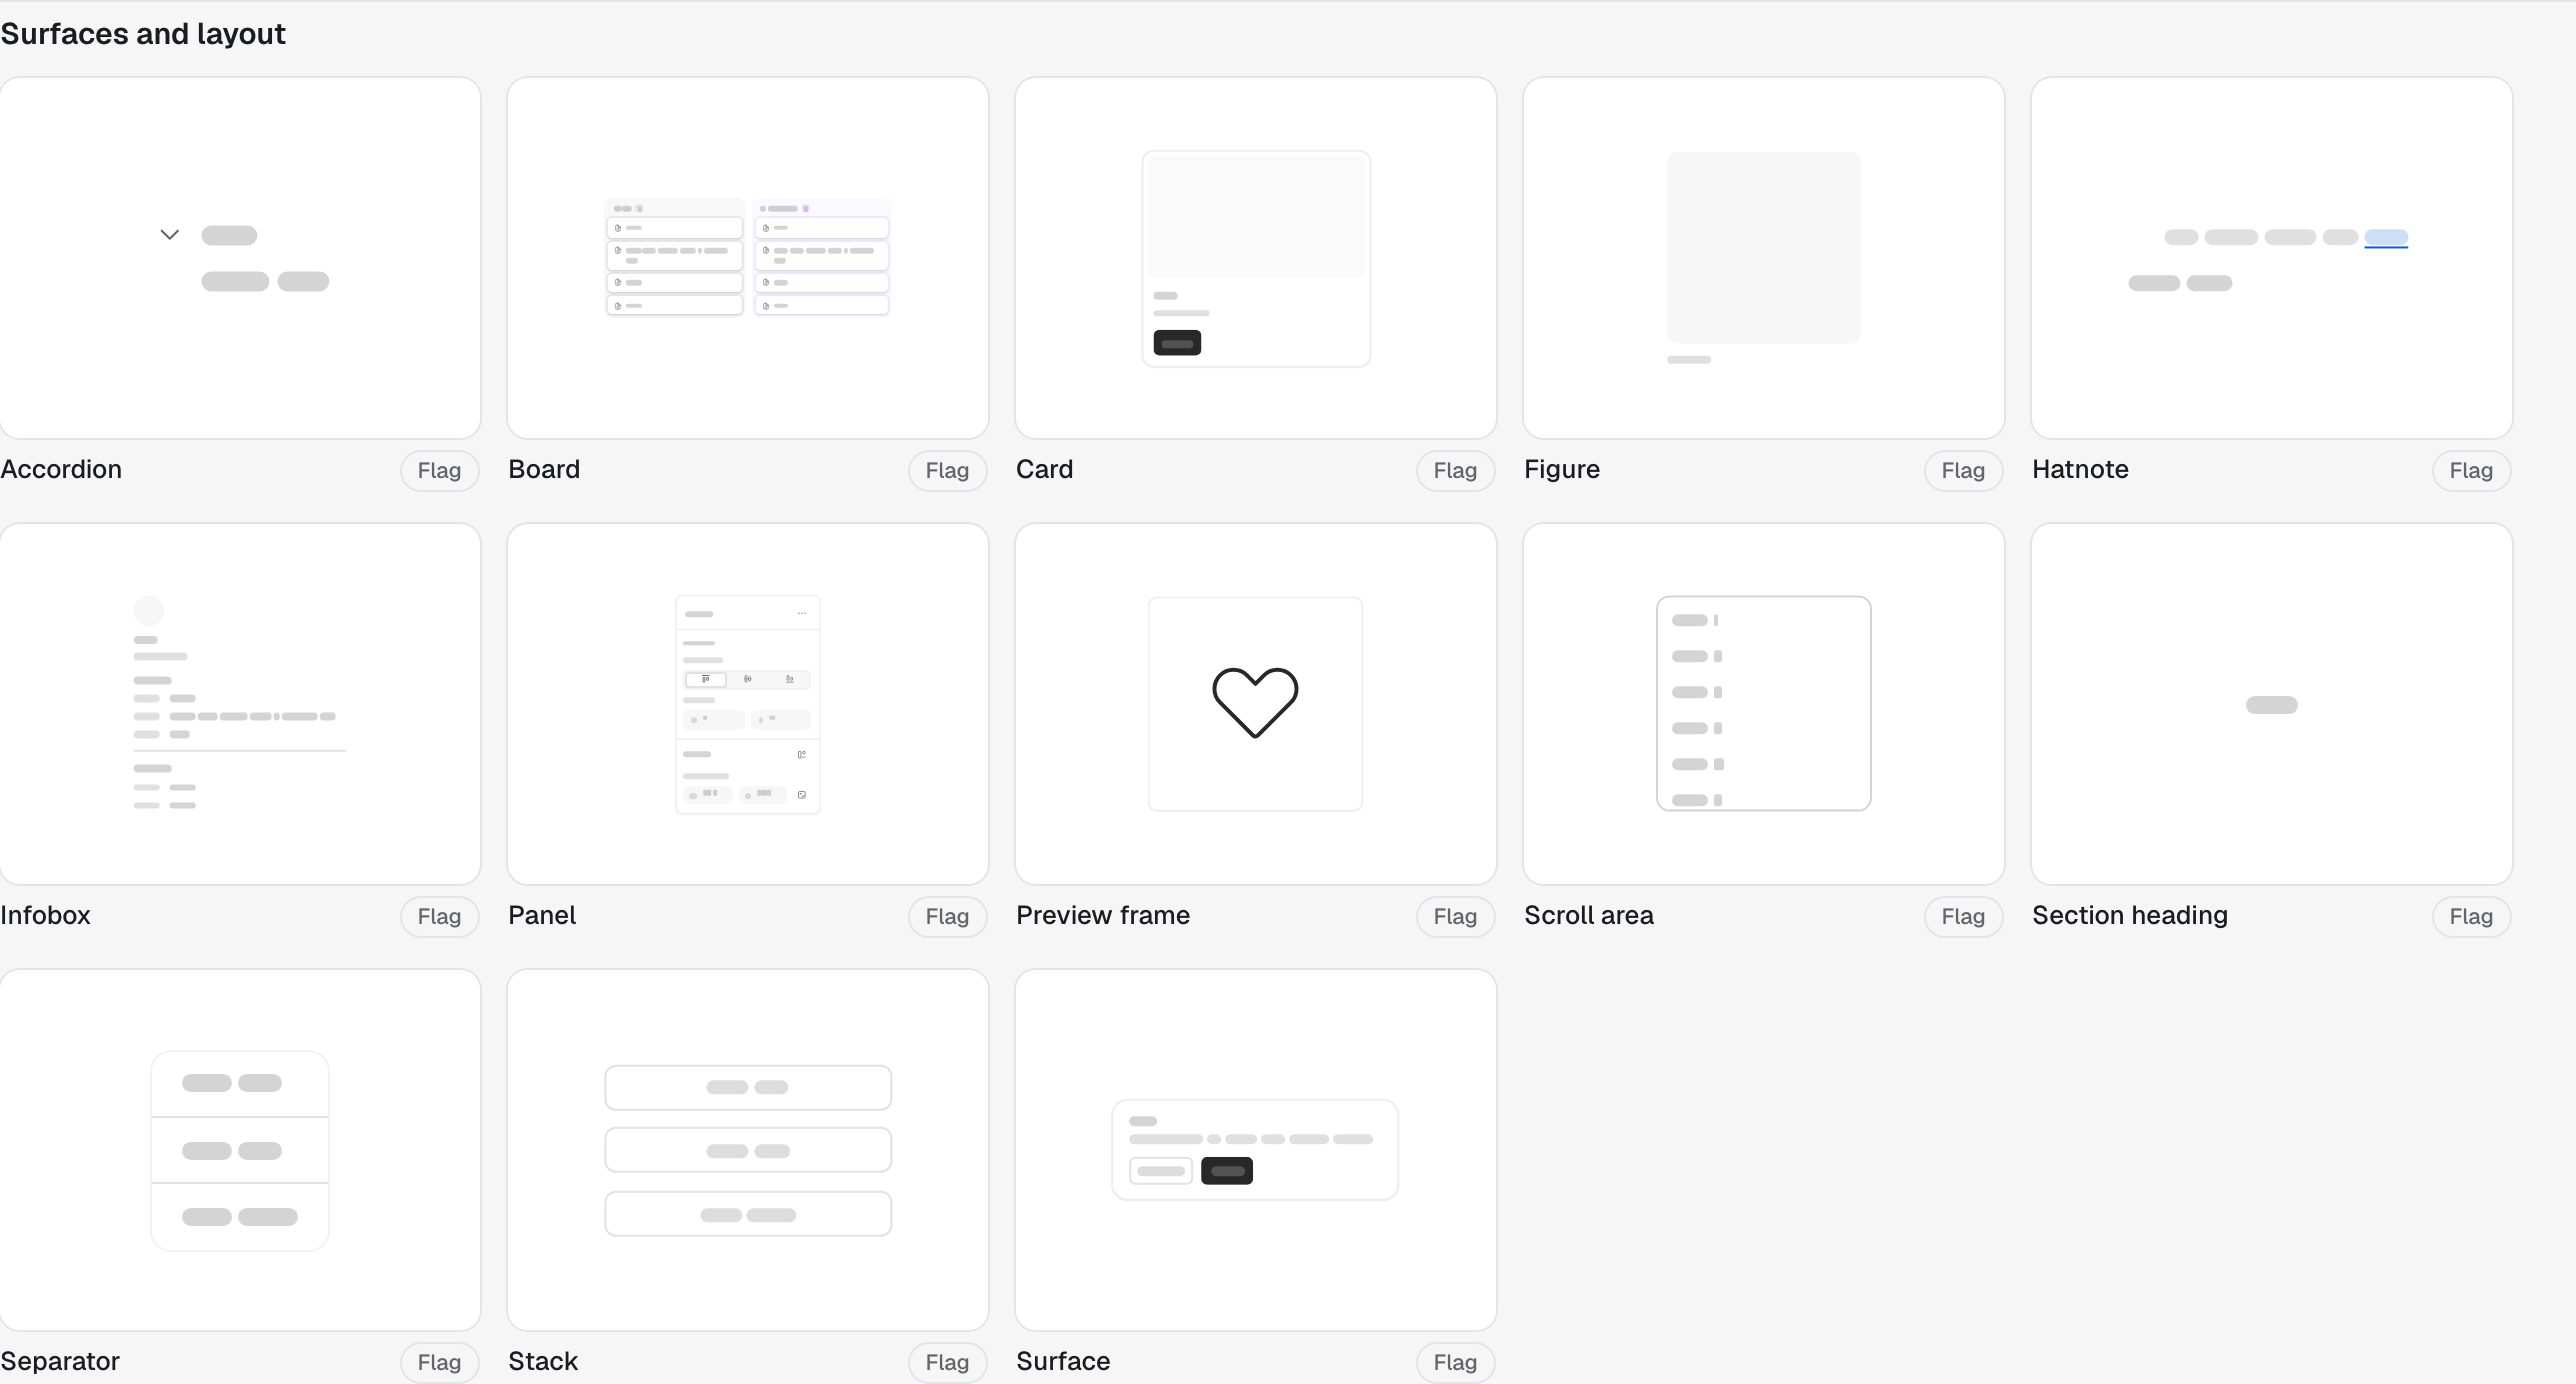 Surfaces and layout
Accordion Flag
Board Flag
Card Flag
Figure Flag
Hatnote Flag
Infobox Flag
Panel Flag
Preview frame Flag
Scroll area Flag
Section heading Flag
Separator Flag
Stack Flag
Surface Flag